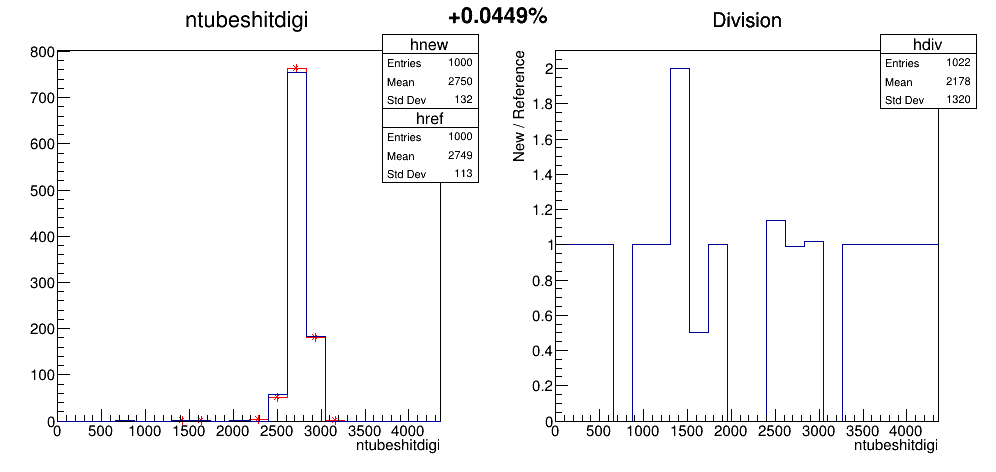 +0.0449%
ntubeshitdigi
hnew
Entries 1000
Mean 2750
Std Dev 132
href
Entries 1000
Mean 2749
Std Dev 113
800
700
600
500
400
300
200
100
0
0 500 1000 1500 2000 2500 3000 3500 4000
ntubeshitdigi
Division
hdiv
Entries 1022
Mean 2178
Std Dev 1320
New / Reference
2
1.8
1.6
1.4
1.2
1
0.8
0.6
0.4
0.2
0
0 500 1000 1500 2000 2500 3000 3500 4000
ntubeshitdigi